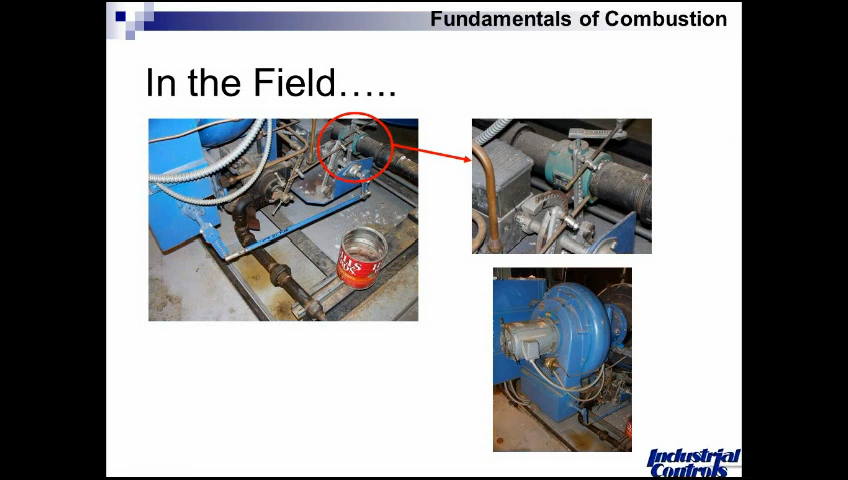 Fundamentals of Combustion
In the Field…..
Industrial
Controls